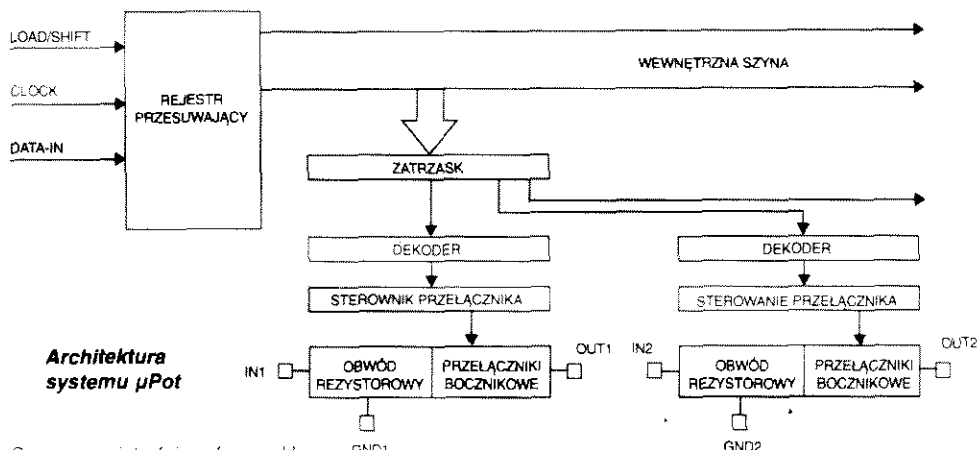 LOAD/SHIFT
CLOCK
DATA-IN
REJESTR
PRZESUWAJĄCY
WEWNĘTRZNA SZYNA
ZATRZASK
DEKODER
DEKODER
STEROWNIK PRZEŁĄCZNIKA
STEROWANIE PRZEŁĄCZNIKA
Architektura
systemu µPot
IN1
OBWÓD
REZYSTOROWY
PRZEŁĄCZNIKI
BOCZNIKOWE
OUT1
IN2
OBWÓD
REZYSTOROWY
PRZEŁĄCZNIKI
BOCZNIKOWE
OUT2
GND1
GND2